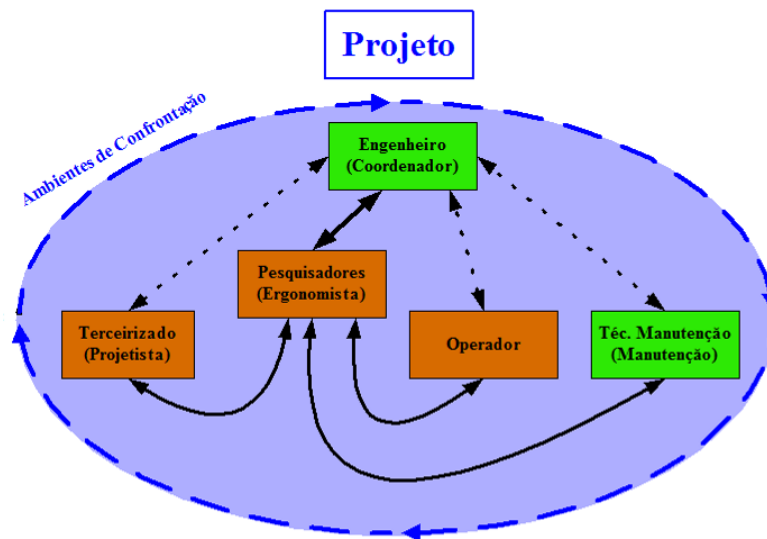 Projeto
Ambientes de Confrontação
Engenheiro
(Coordenador)
Pesquisadores
(Ergonomista)
Terceirizado
(Projetista)
Operador
Téc. Manutenção
(Manutenção)